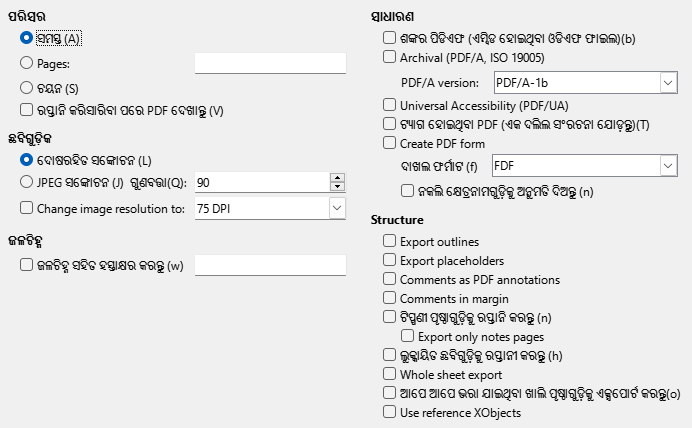 ପରିସର
ସମସ୍ତ (A)
Pages:
ଚୟନ (S)
ରପ୍ତାନି କରିସାରିବା ପରେ PDF ଦେଖାନ୍ତୁ (V)
ଛବିଗୁଡ଼ିକ
ଦୋଷରହିତ ସଙ୍କୋଚନ (L)
JPEG ସଙ୍କୋଚନ (J) ଗୁଣବତ୍ତା(Q): 90
Change image resolution to: 75 DPI
ଜଳଚିହ୍ନ
ଜଳଚିହ୍ନ ସହିତ ହସ୍ତାକ୍ଷର କରନ୍ତୁ (w)
ସାଧାରଣ
ଶଙ୍କର ପିଡିଏଫ (ଏମ୍ବିଡ ହୋଇଥିବା ଓଡିଏଫ ଫାଇଲ)(b)
Archival (PDF/A, ISO 19005)
PDF/A version: PDF/A-1b
Universal Accessibility (PDF/UA)
ଟ୍ୟାଗ ହୋଇଥିବା PDF (ଏକ ଦଲିଲ ସଂରଚନା ଯୋଡ଼ନ୍ତୁ)(T)
Create PDF form
ଦାଖଲ ଫର୍ମାଟ (f) FDF
ନକଲି କ୍ଷେତ୍ରନାମଗୁଡ଼ିକୁ ଅନୁମତି ଦିଅନ୍ତୁ (n)
Structure
Export outlines
Export placeholders
Comments as PDF annotations
Comments in margin
ଟିପ୍ପଣୀ ପୃଷ୍ଠାଗୁଡ଼ିକୁ ରପ୍ତାନି କରନ୍ତୁ (n)
Export only notes pages
ଲୁକ୍କାୟିତ ଛବିଗୁଡ଼ିକୁ ରପ୍ତାନୀ କରନ୍ତୁ (h)
Whole sheet export
ଆପେ ଆପେ ଭରା ଯାଇଥିବା ଖାଲି ପୃଷ୍ଠାଗୁଡ଼ିକୁ ଏକ୍ସପୋର୍ଟ କରନ୍ତୁ(o)
Use reference XObjects